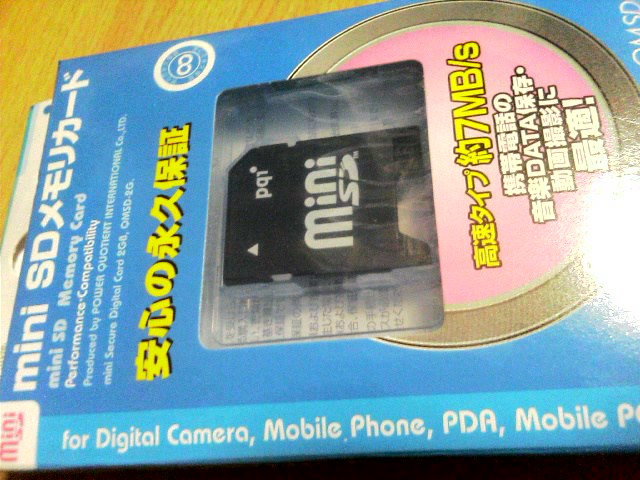 mini SDメモリカード
mini SD Memory Card
Performance・Compatibility
Produced by POWER QUOTIENT INTERNATIONAL Co.,LTD.
mini Secure Digital Card 2GB, QMSD-2G.
安心の永久保証
8
pqi
mini
SD
高速タイプ 約7MB/s
携帯電話の
音楽DATA保存・
動画撮影に
最適!
mini
for Digital Camera, Mobile Phone, PDA, Mobile